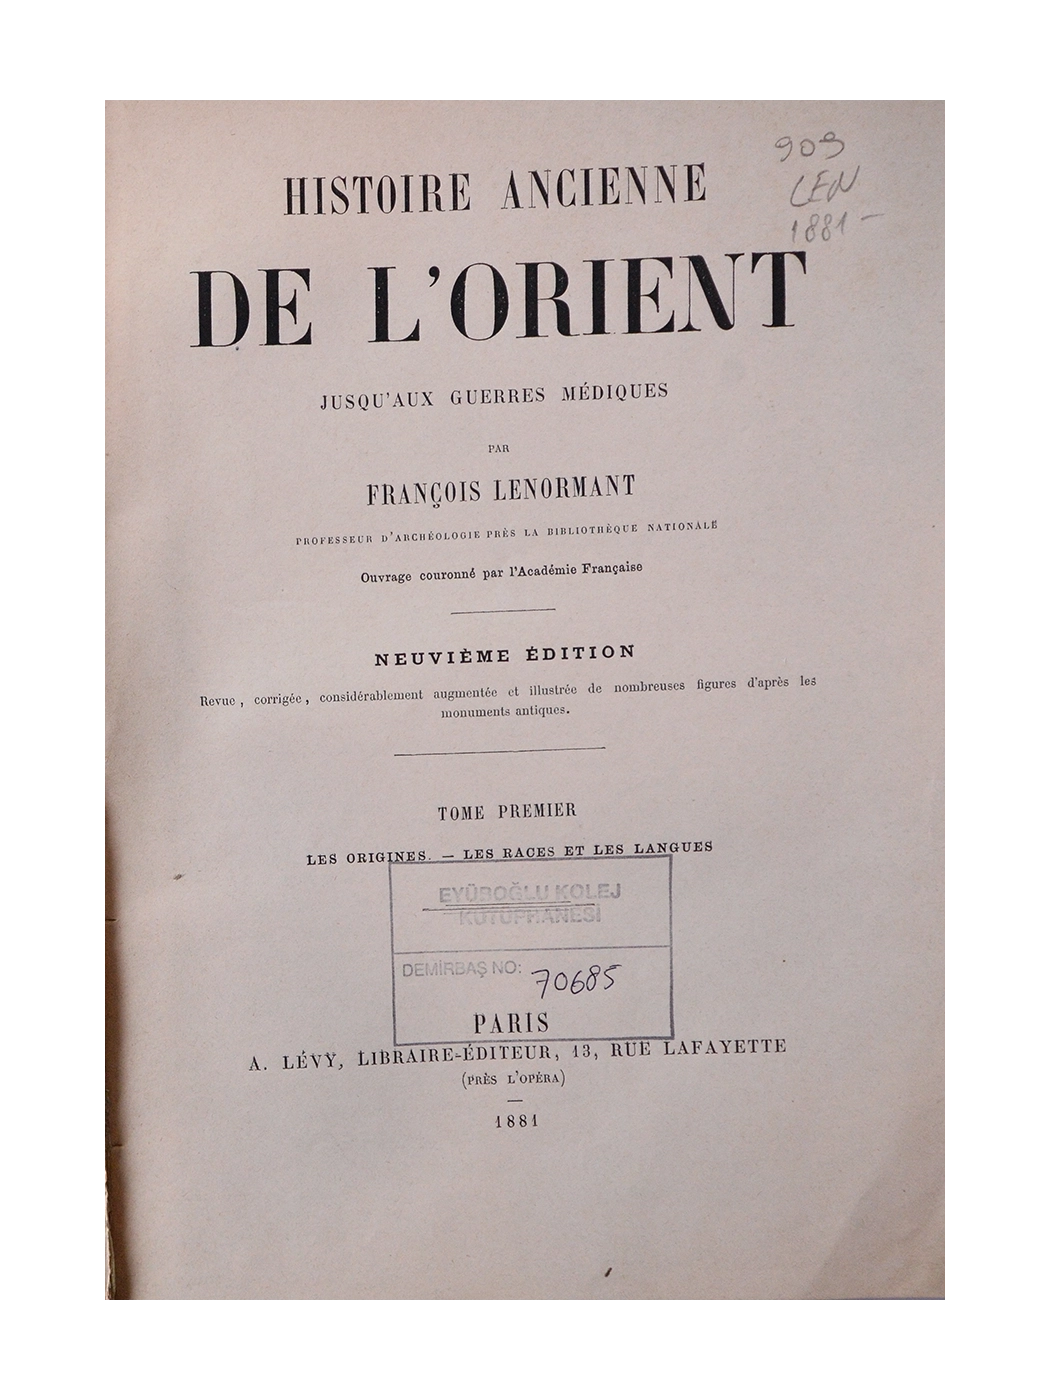 909
LEN
1881-
HISTOIRE ANCIENNE
DE L'ORIENT
JUSQU'AUX GUERRES MÉDIQUES
PAR
FRANÇOIS LENORMANT
PROFESSEUR D'ARCHÉOLOGIE PRÈS LA BIBLIOTHÈQUE NATIONALE
Ouvrage couronné par l'Académie Française
NEUVIÈME ÉDITION
Revue, corrigée, considérablement augmentée et illustrée de nombreuses figures d'après les
monuments antiques.
TOME PREMIER
LES ORIGINES. — LES RACES ET LES LANGUES
EYÜBOĞLU KOLEJ
KÜTÜPHANESİ
DEMİRBAŞ NO: 70685
PARIS
A. LÉVY, LIBRAIRE-ÉDITEUR, 13, RUE LAFAYETTE
(PRÈS L'OPÉRA)
1881